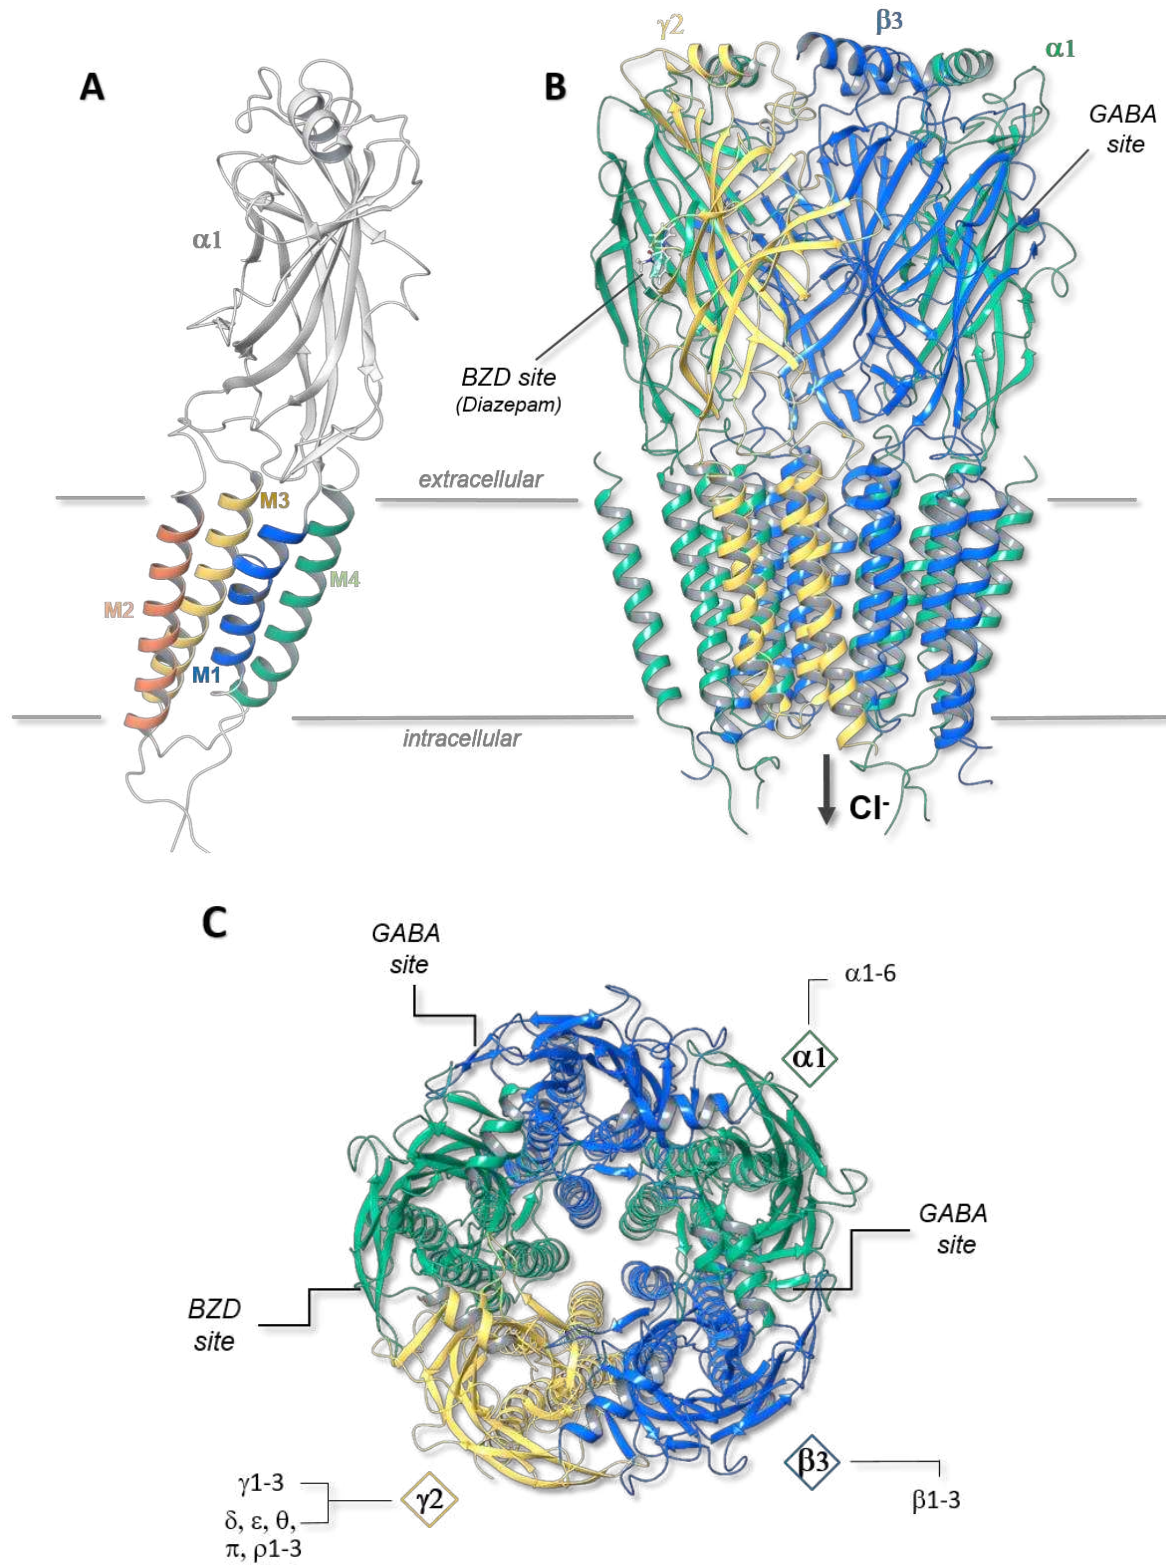 A
α1
M3
M4
M2
M1
B
γ2
β3
α1
GABA
site
BZD site
(Diazepam)
extracellular
intracellular
Cl-
C
GABA
site
α1-6
α1
GABA
site
BZD
site
γ1-3
δ, ε, θ,
π, ρ1-3
γ2
β3
β1-3